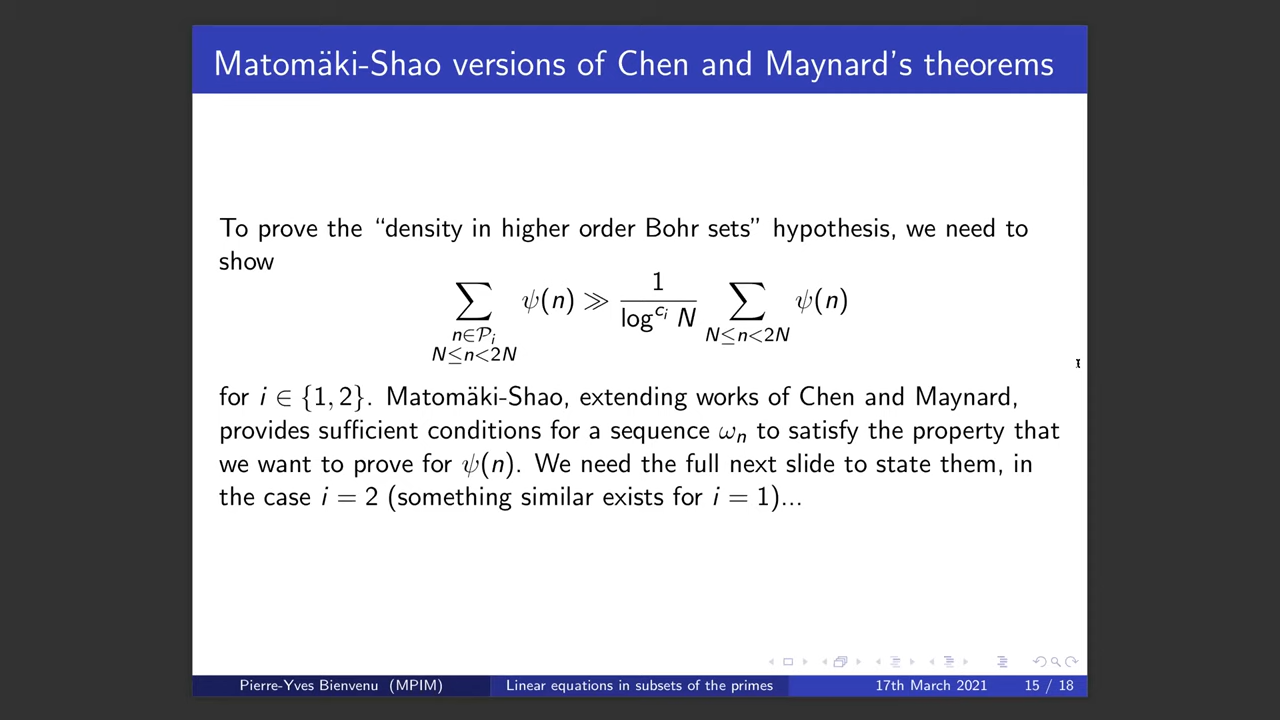 Matomäki-Shao versions of Chen and Maynard's theorems
To prove the “density in higher order Bohr sets” hypothesis, we need to
show
∑_{n∈𝒫_i, N≤n<2N} ψ(n) ≫ 1/log^{c_i} N ∑_{N≤n<2N} ψ(n)
for i ∈ {1, 2}. Matomäki-Shao, extending works of Chen and Maynard,
provides sufficient conditions for a sequence ω_n to satisfy the property that
we want to prove for ψ(n). We need the full next slide to state them, in
the case i = 2 (something similar exists for i = 1)...
Pierre-Yves Bienvenu (MPIM) Linear equations in subsets of the primes 17th March 2021 15 / 18